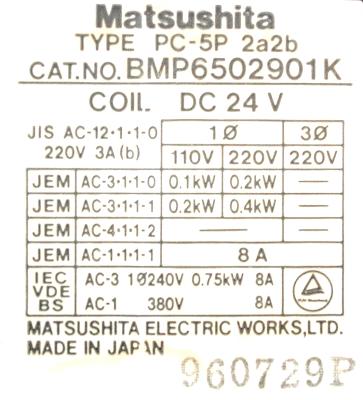 Matsushita
TYPE PC-5P 2a2b
CAT.NO. BMP6502901K
COIL DC 24 V
JIS AC-12・1・1-0 1Ø 3Ø
220V 3A (b) 110V 220V 220V
JEM AC-3・1・1-0 0.1kW 0.2kW —
JEM AC-3・1・1-1 0.2kW 0.4kW —
JEM AC-4・1・1-2 — —
JEM AC-1・1・1-1 8 A
IEC AC-3 1Ø240V 0.75kW 8A
VDE
BS AC-1 380V 8A
MATSUSHITA ELECTRIC WORKS,LTD.
MADE IN JAPAN
960729P